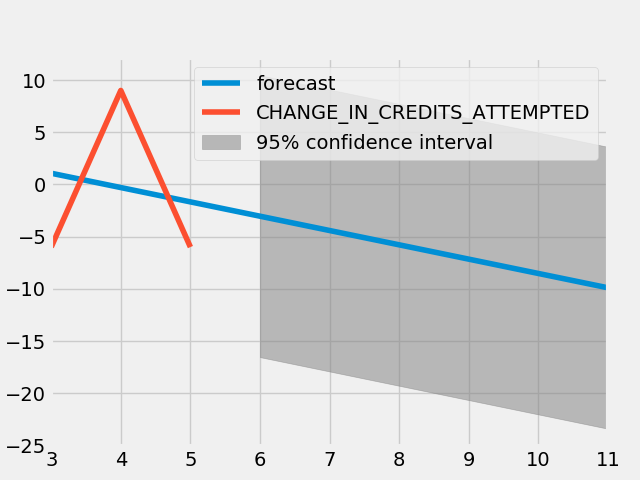 forecast
CHANGE_IN_CREDITS_ATTEMPTED
95% confidence interval
10
5
0
−5
−10
−15
−20
−25
3 4 5 6 7 8 9 10 11